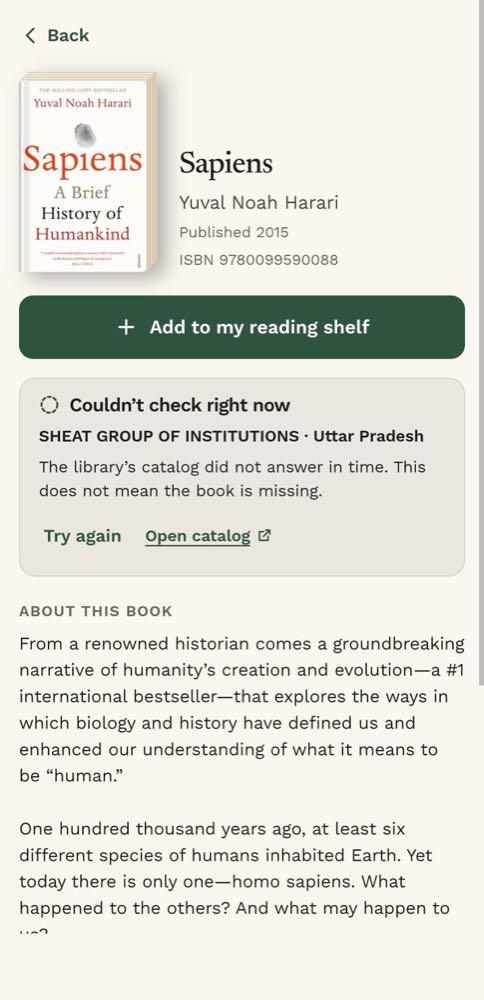 Back
THE MILLION COPY BESTSELLER
Yuval Noah Harari
Sapiens
A Brief
History of
Humankind
Sapiens
Yuval Noah Harari
Published 2015
ISBN 9780099590088
Add to my reading shelf
Couldn’t check right now
SHEAT GROUP OF INSTITUTIONS · Uttar Pradesh
The library’s catalog did not answer in time. This
does not mean the book is missing.
Try again
Open catalog
ABOUT THIS BOOK
From a renowned historian comes a groundbreaking
narrative of humanity’s creation and evolution—a #1
international bestseller—that explores the ways in
which biology and history have defined us and
enhanced our understanding of what it means to
be “human.”
One hundred thousand years ago, at least six
different species of humans inhabited Earth. Yet
today there is only one—homo sapiens. What
happened to the others? And what may happen to
us?